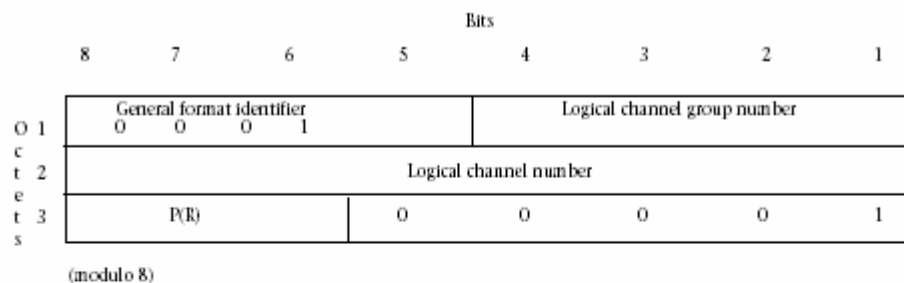 Bits
8 7 6 5 4 3 2 1
General format identifier Logical channel group number
0 0 0 1
Octets
1
Logical channel number
2
P(R) 0 0 0 0 1
3
(modulo 8)